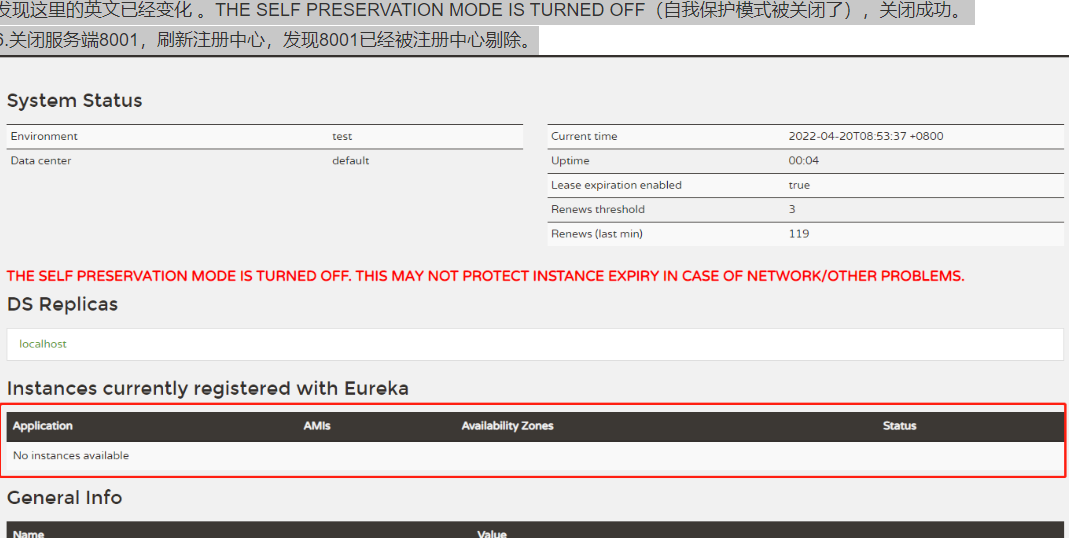 发现这里的英文已经变化 。THE SELF PRESERVATION MODE IS TURNED OFF（自我保护模式被关闭了），关闭成功。
6.关闭服务端8001，刷新注册中心，发现8001已经被注册中心剔除。
System Status
Environment test
Data center default
Current time 2022-04-20T08:53:37 +0800
Uptime 00:04
Lease expiration enabled true
Renews threshold 3
Renews (last min) 119
THE SELF PRESERVATION MODE IS TURNED OFF. THIS MAY NOT PROTECT INSTANCE EXPIRY IN CASE OF NETWORK/OTHER PROBLEMS.
DS Replicas
localhost
Instances currently registered with Eureka
Application AMIs Availability Zones Status
No instances available
General Info
Name Value